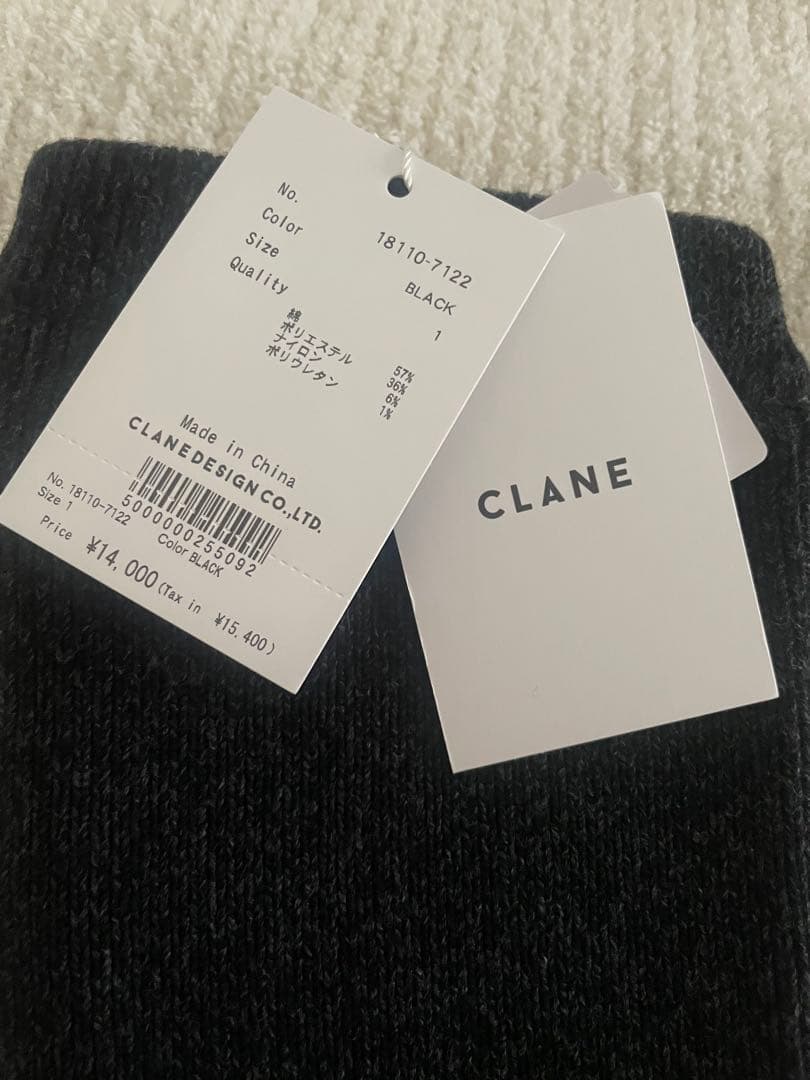 No. 18110-7122
Color BLACK
Size 1
Quality
綿 57%
ポリエステル 36%
ナイロン 6%
ポリウレタン 1%
Made in China
CLANE DESIGN CO.,LTD.
5000000255092
No. 18110-7122 Color BLACK
Size 1
Price ¥14,000 (Tax in ¥15,400)
CLANE